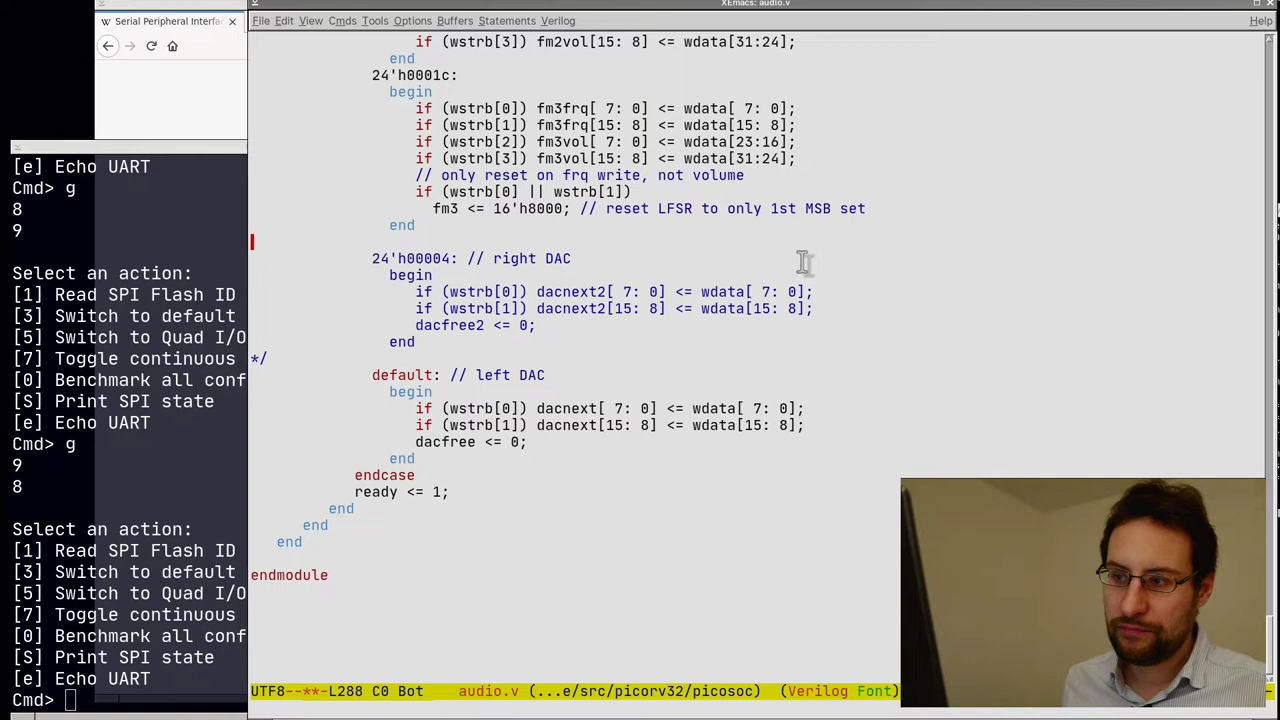 XEmacs: audio.v
W Serial Peripheral Interfa
File Edit View Cmds Tools Options Buffers Statements Verilog Help
[e] Echo UART
Cmd> g
8
9
Select an action:
[1] Read SPI Flash ID
[3] Switch to default
[5] Switch to Quad I/O
[7] Toggle continuous
[0] Benchmark all conf
[S] Print SPI state
[e] Echo UART
Cmd> g
9
8
Select an action:
[1] Read SPI Flash ID
[3] Switch to default
[5] Switch to Quad I/O
[7] Toggle continuous
[0] Benchmark all conf
[S] Print SPI state
[e] Echo UART
Cmd>
if (wstrb[3]) fm2vol[15: 8] <= wdata[31:24];
end
24'h0001c:
begin
if (wstrb[0]) fm3frq[ 7: 0] <= wdata[ 7: 0];
if (wstrb[1]) fm3frq[15: 8] <= wdata[15: 8];
if (wstrb[2]) fm3vol[ 7: 0] <= wdata[23:16];
if (wstrb[3]) fm3vol[15: 8] <= wdata[31:24];
// only reset on frq write, not volume
if (wstrb[0] || wstrb[1])
fm3 <= 16'h8000; // reset LFSR to only 1st MSB set
end
24'h00004: // right DAC
begin
if (wstrb[0]) dacnext2[ 7: 0] <= wdata[ 7: 0];
if (wstrb[1]) dacnext2[15: 8] <= wdata[15: 8];
dacfree2 <= 0;
end
*/
default: // left DAC
begin
if (wstrb[0]) dacnext[ 7: 0] <= wdata[ 7: 0];
if (wstrb[1]) dacnext[15: 8] <= wdata[15: 8];
dacfree <= 0;
end
endcase
ready <= 1;
end
end
end
endmodule
UTF8--**-L288 C0 Bot audio.v (...e/src/picorv32/picosoc) (Verilog Font)